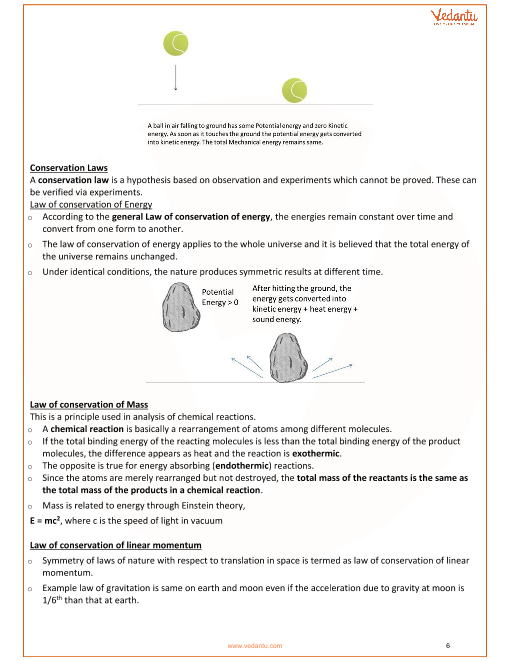 Vedantu
A ball in air falling to ground has some Potential energy and zero Kinetic
energy. As soon as it touches the ground the potential energy gets converted
into kinetic energy. The total Mechanical energy remains same.
Conservation Laws
A conservation law is a hypothesis based on observation and experiments which cannot be proved. These can
be verified via experiments.
Law of conservation of Energy
o According to the general Law of conservation of energy, the energies remain constant over time and
convert from one form to another.
o The law of conservation of energy applies to the whole universe and it is believed that the total energy of
the universe remains unchanged.
o Under identical conditions, the nature produces symmetric results at different time.
Potential
Energy > 0
After hitting the ground, the
energy gets converted into
kinetic energy + heat energy +
sound energy.
Law of conservation of Mass
This is a principle used in analysis of chemical reactions.
o A chemical reaction is basically a rearrangement of atoms among different molecules.
o If the total binding energy of the reacting molecules is less than the total binding energy of the product
molecules, the difference appears as heat and the reaction is exothermic.
o The opposite is true for energy absorbing (endothermic) reactions.
o Since the atoms are merely rearranged but not destroyed, the total mass of the reactants is the same as
the total mass of the products in a chemical reaction.
o Mass is related to energy through Einstein theory,
E = mc², where c is the speed of light in vacuum
Law of conservation of linear momentum
o Symmetry of laws of nature with respect to translation in space is termed as law of conservation of linear
momentum.
o Example law of gravitation is same on earth and moon even if the acceleration due to gravity at moon is
1/6th than that at earth.
www.vedantu.com
6